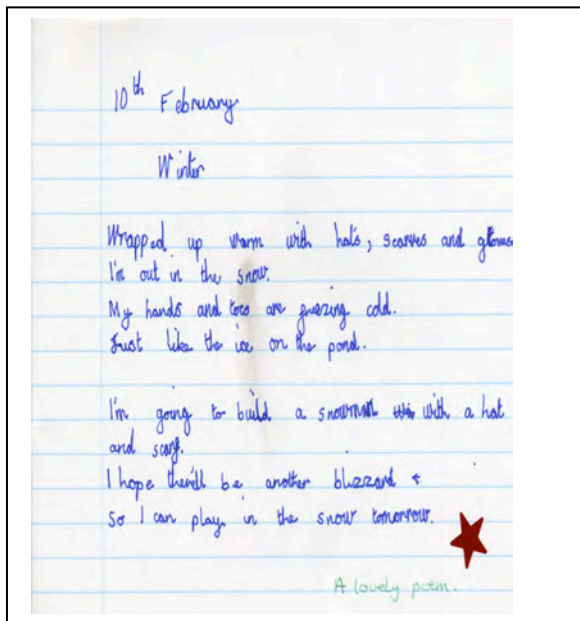 10th February
Winter
Wrapped up warm with hats, scarves and gloves
I'm out in the snow.
My hands and toes are freezing cold.
Just like the ice on the pond.
I'm going to build a snowman with a hat
and scarf.
I hope there'll be another blizzard
So I can play in the snow tomorrow.
A lovely poem.